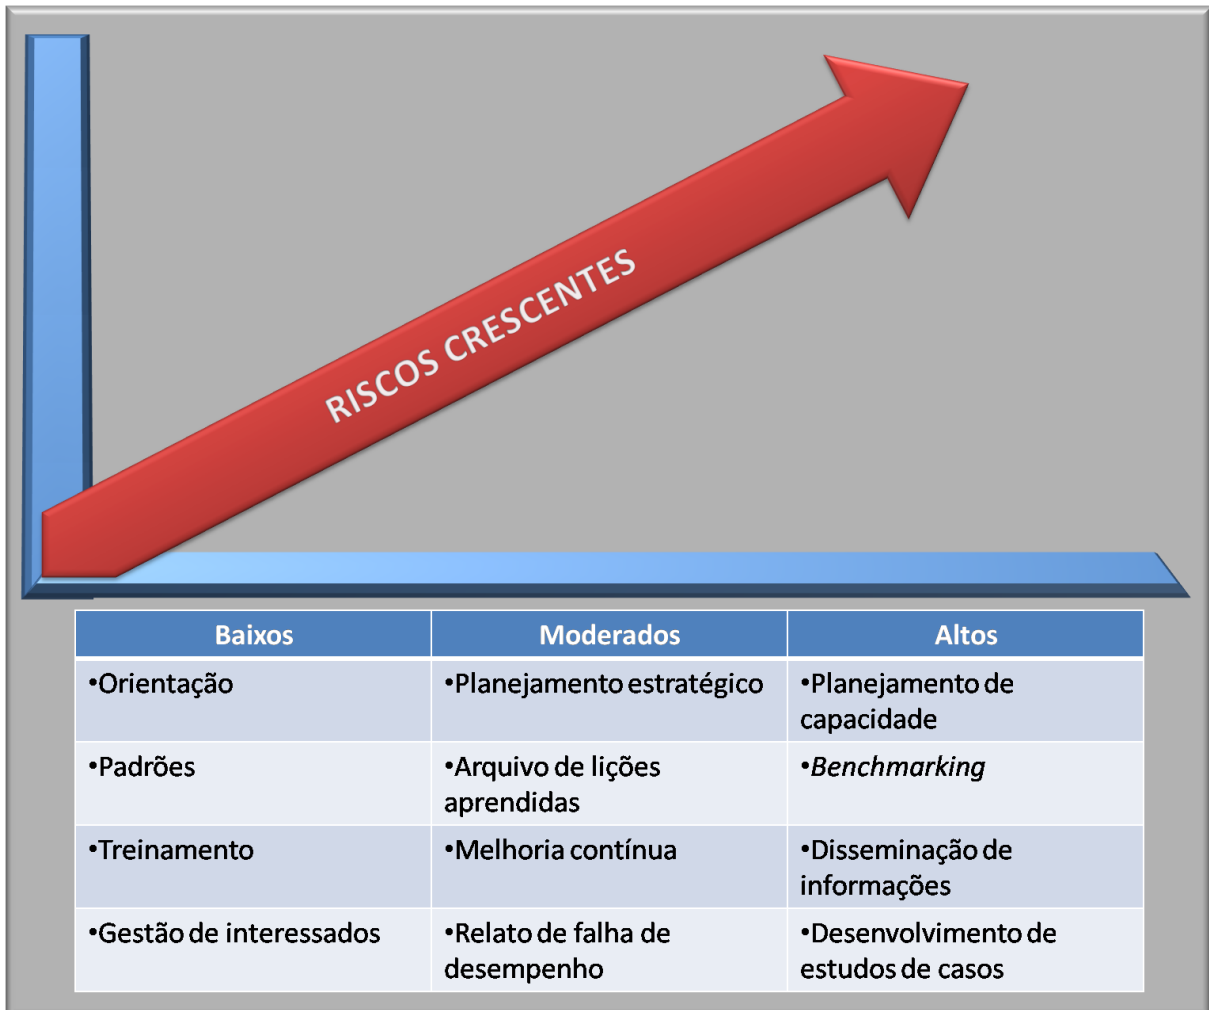 RISCOS CRESCENTES
Baixos
Moderados
Altos
•Orientação
•Planejamento estratégico
•Planejamento de
capacidade
•Padrões
•Arquivo de lições
aprendidas
•Benchmarking
•Treinamento
•Melhoria contínua
•Disseminação de
informações
•Gestão de interessados
•Relato de falha de
desempenho
•Desenvolvimento de
estudos de casos